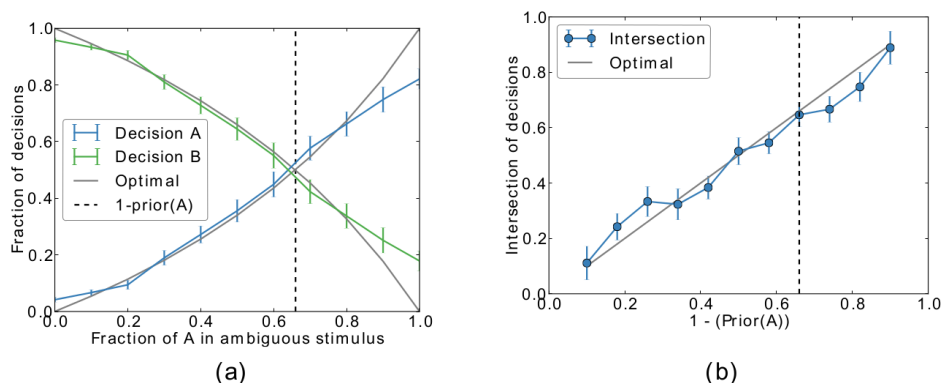 Fraction of decisions
1.0
0.8
0.6
0.4
0.2
0.0
Decision A
Decision B
Optimal
1-prior(A)
0.0 0.2 0.4 0.6 0.8 1.0
Fraction of A in ambiguous stimulus
(a)
Intersection of decisions
1.0
0.8
0.6
0.4
0.2
0.0
Intersection
Optimal
0.0 0.2 0.4 0.6 0.8 1.0
1 - (Prior(A))
(b)